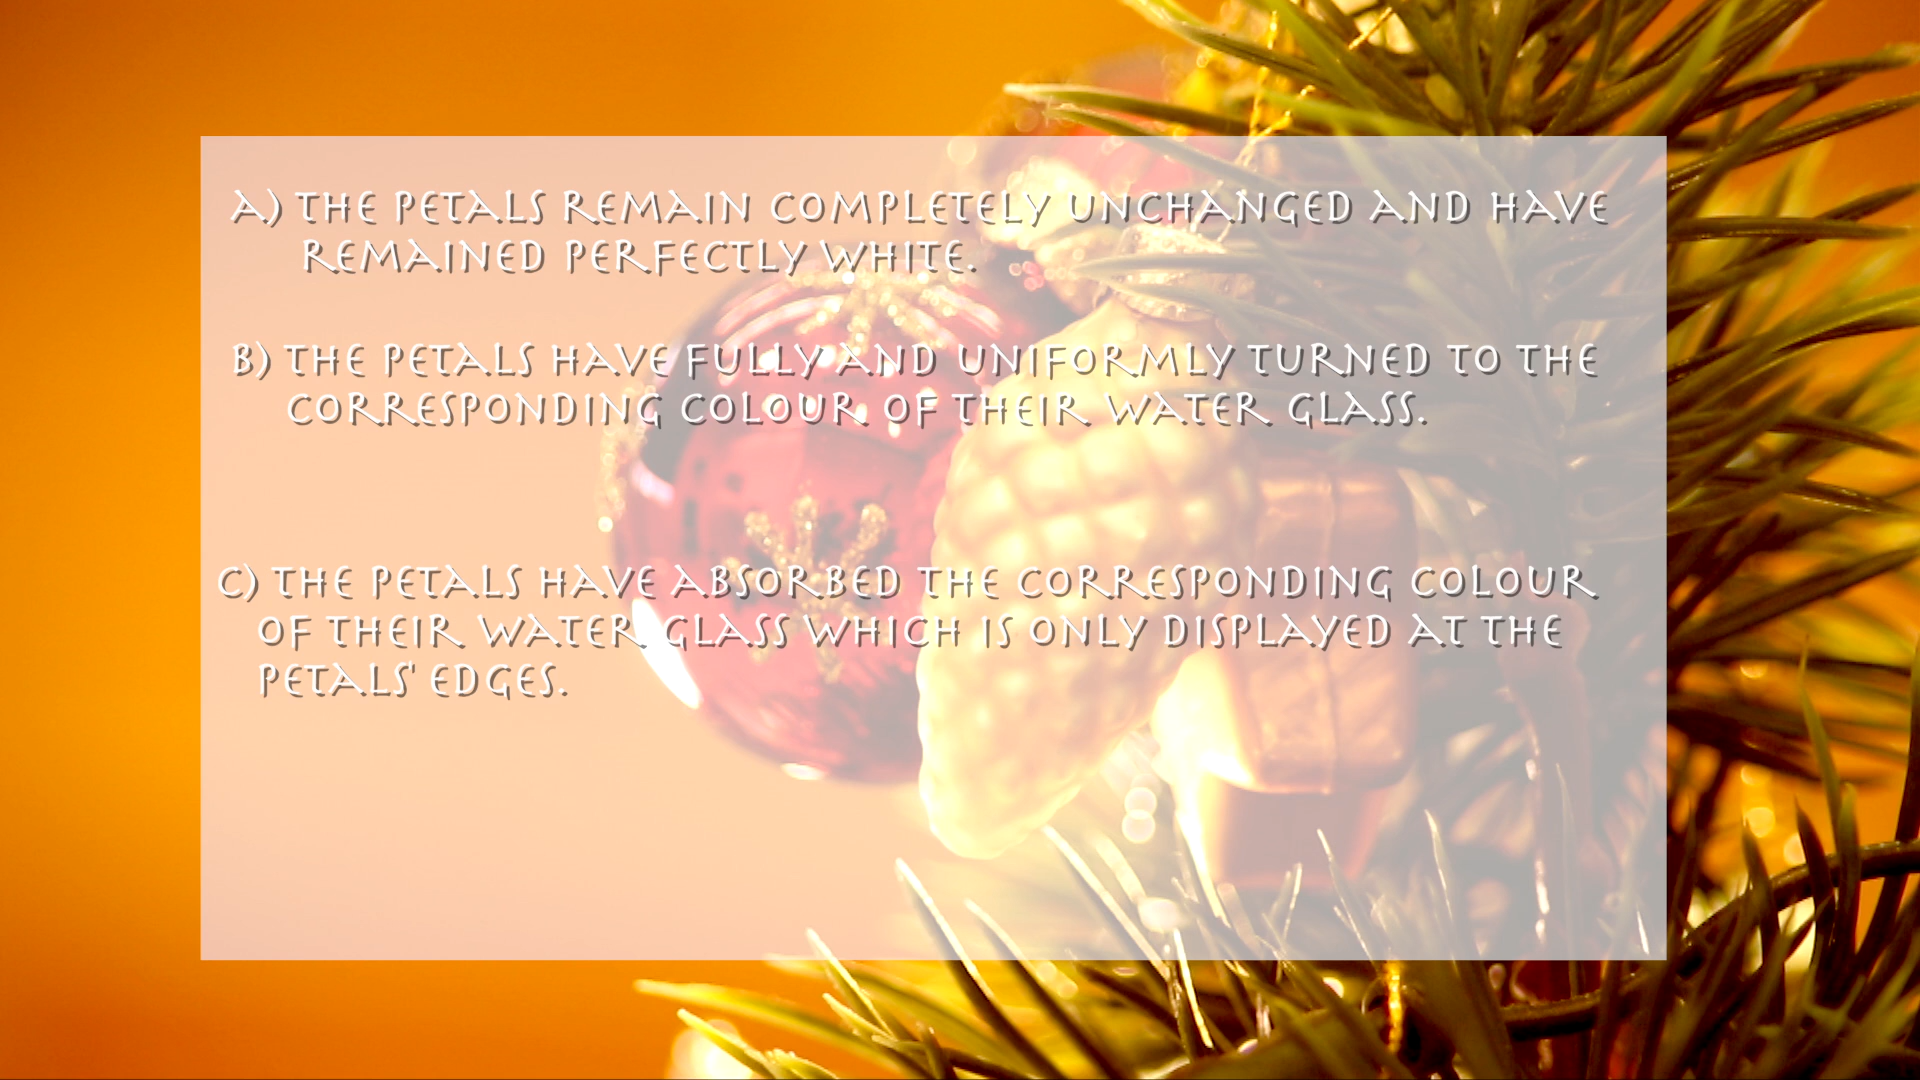 a) THE PETALS REMAIN COMPLETELY UNCHANGED AND HAVE
REMAINED PERFECTLY WHITE.
B) THE PETALS HAVE FULLY AND UNIFORMLY TURNED TO THE
CORRESPONDING COLOUR OF THEIR WATER GLASS.
C) THE PETALS HAVE ABSORBED THE CORRESPONDING COLOUR
OF THEIR WATER GLASS WHICH IS ONLY DISPLAYED AT THE
PETALS' EDGES.